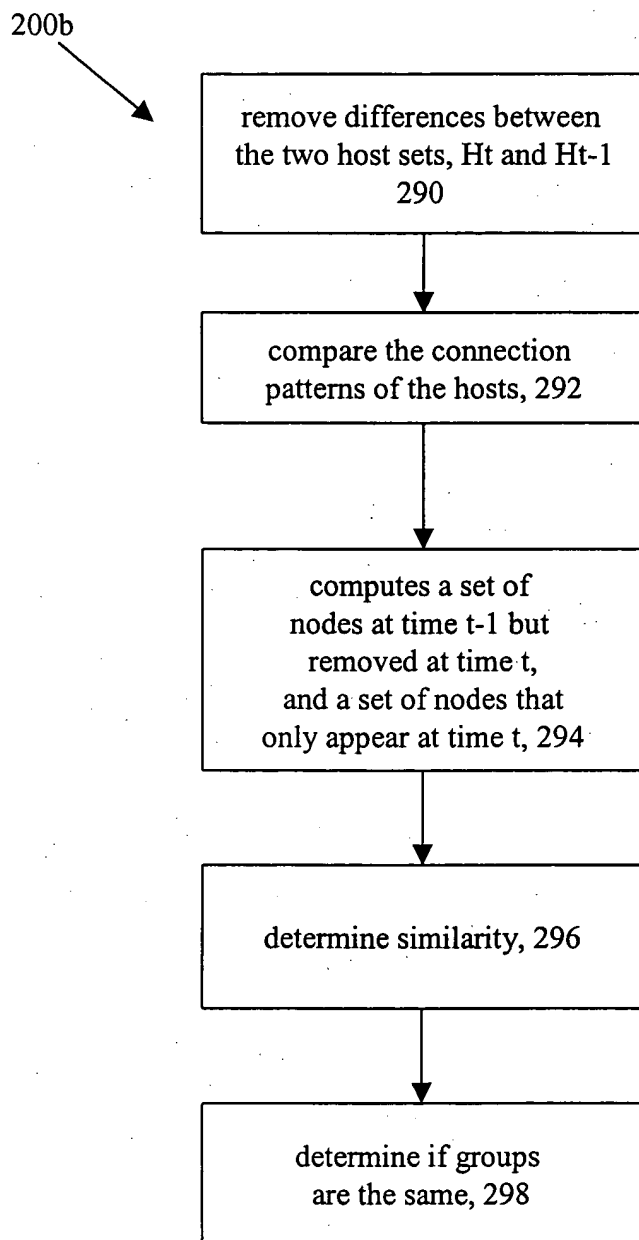 200b
remove differences between
the two host sets, Ht and Ht-1
290
compare the connection
patterns of the hosts, 292
computes a set of
nodes at time t-1 but
removed at time t,
and a set of nodes that
only appear at time t, 294
determine similarity, 296
determine if groups
are the same, 298